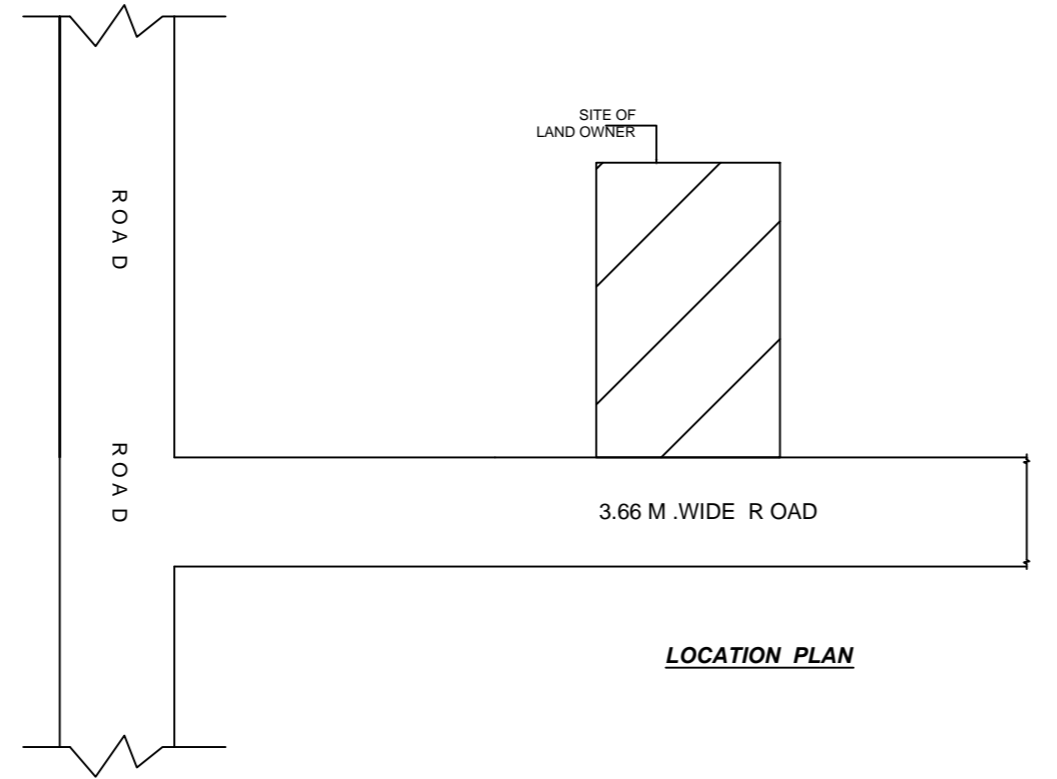 SITE OF
LAND OWNER
ROAD
ROAD
3.66 M .WIDE R OAD
LOCATION PLAN